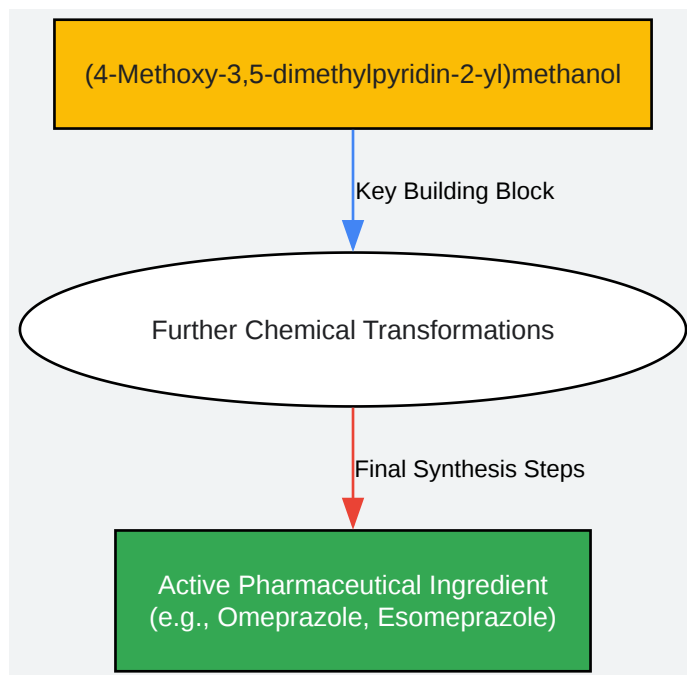 (4-Methoxy-3,5-dimethylpyridin-2-yl)methanol
Key Building Block
Further Chemical Transformations
Final Synthesis Steps
Active Pharmaceutical Ingredient
(e.g., Omeprazole, Esomeprazole)